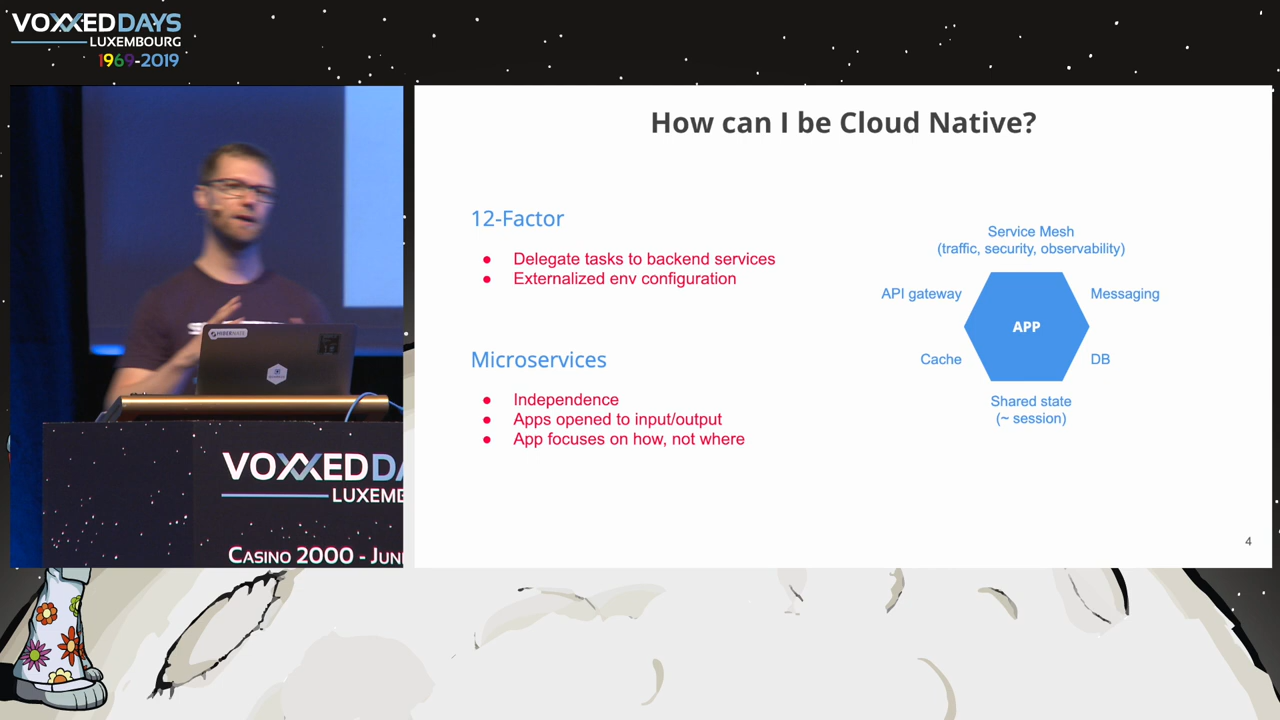 VOXXED DAYS
LUXEMBOURG
1969-2019
How can I be Cloud Native?
12-Factor
● Delegate tasks to backend services
● Externalized env configuration
Microservices
● Independence
● Apps opened to input/output
● App focuses on how, not where
Service Mesh
(traffic, security, observability)
API gateway
Messaging
APP
Cache
DB
Shared state
(~ session)
4
VOXXED DA
LUXEMB
CASINO 2000 - JUN